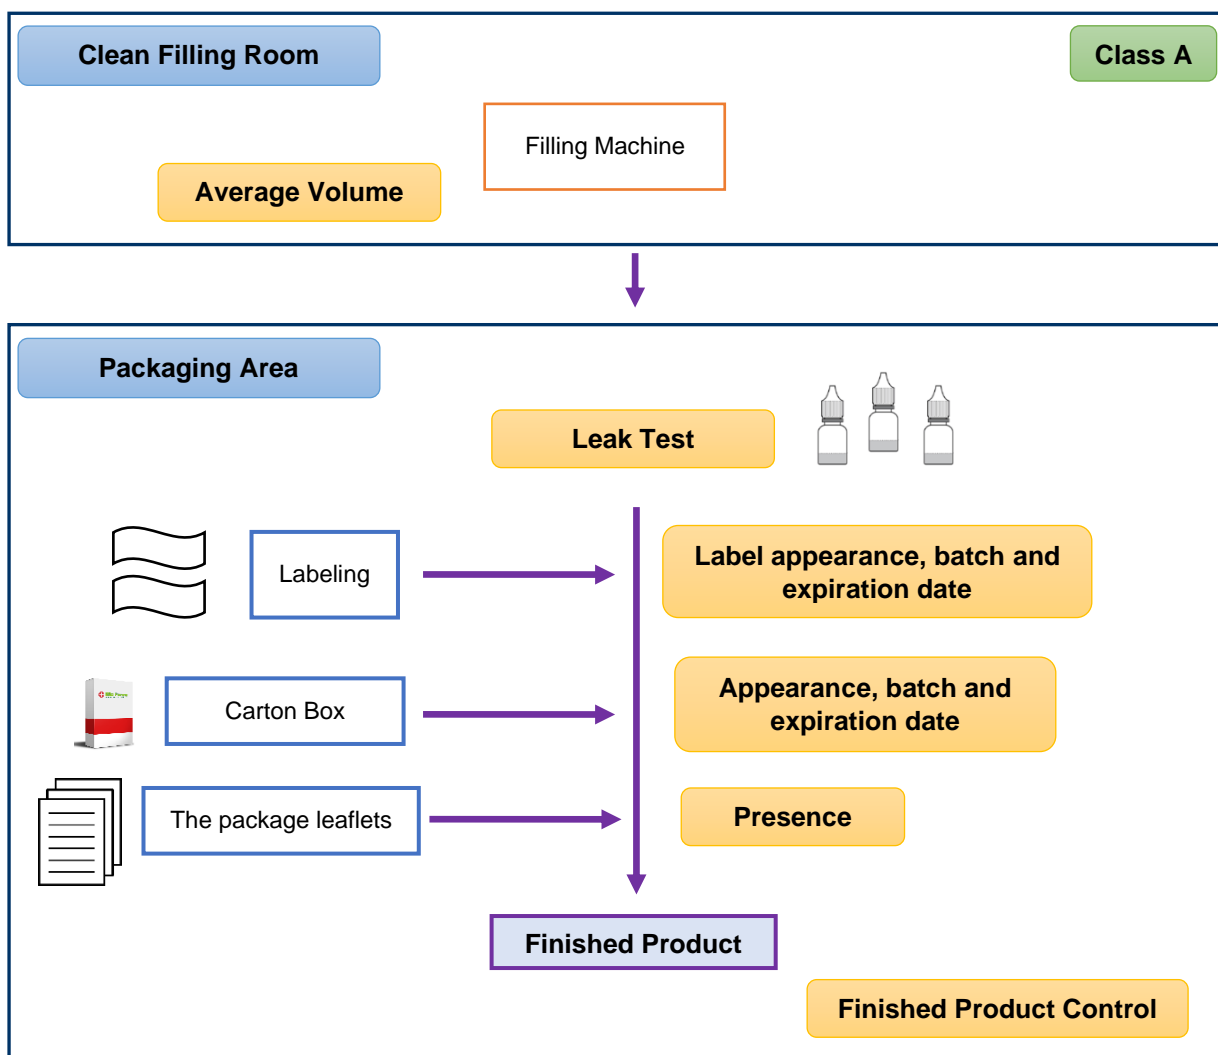 Clean Filling Room
Class A
Filling Machine
Average Volume
Packaging Area
Leak Test
Labeling
Label appearance, batch and
expiration date
Carton Box
Appearance, batch and
expiration date
The package leaflets
Presence
Finished Product
Finished Product Control